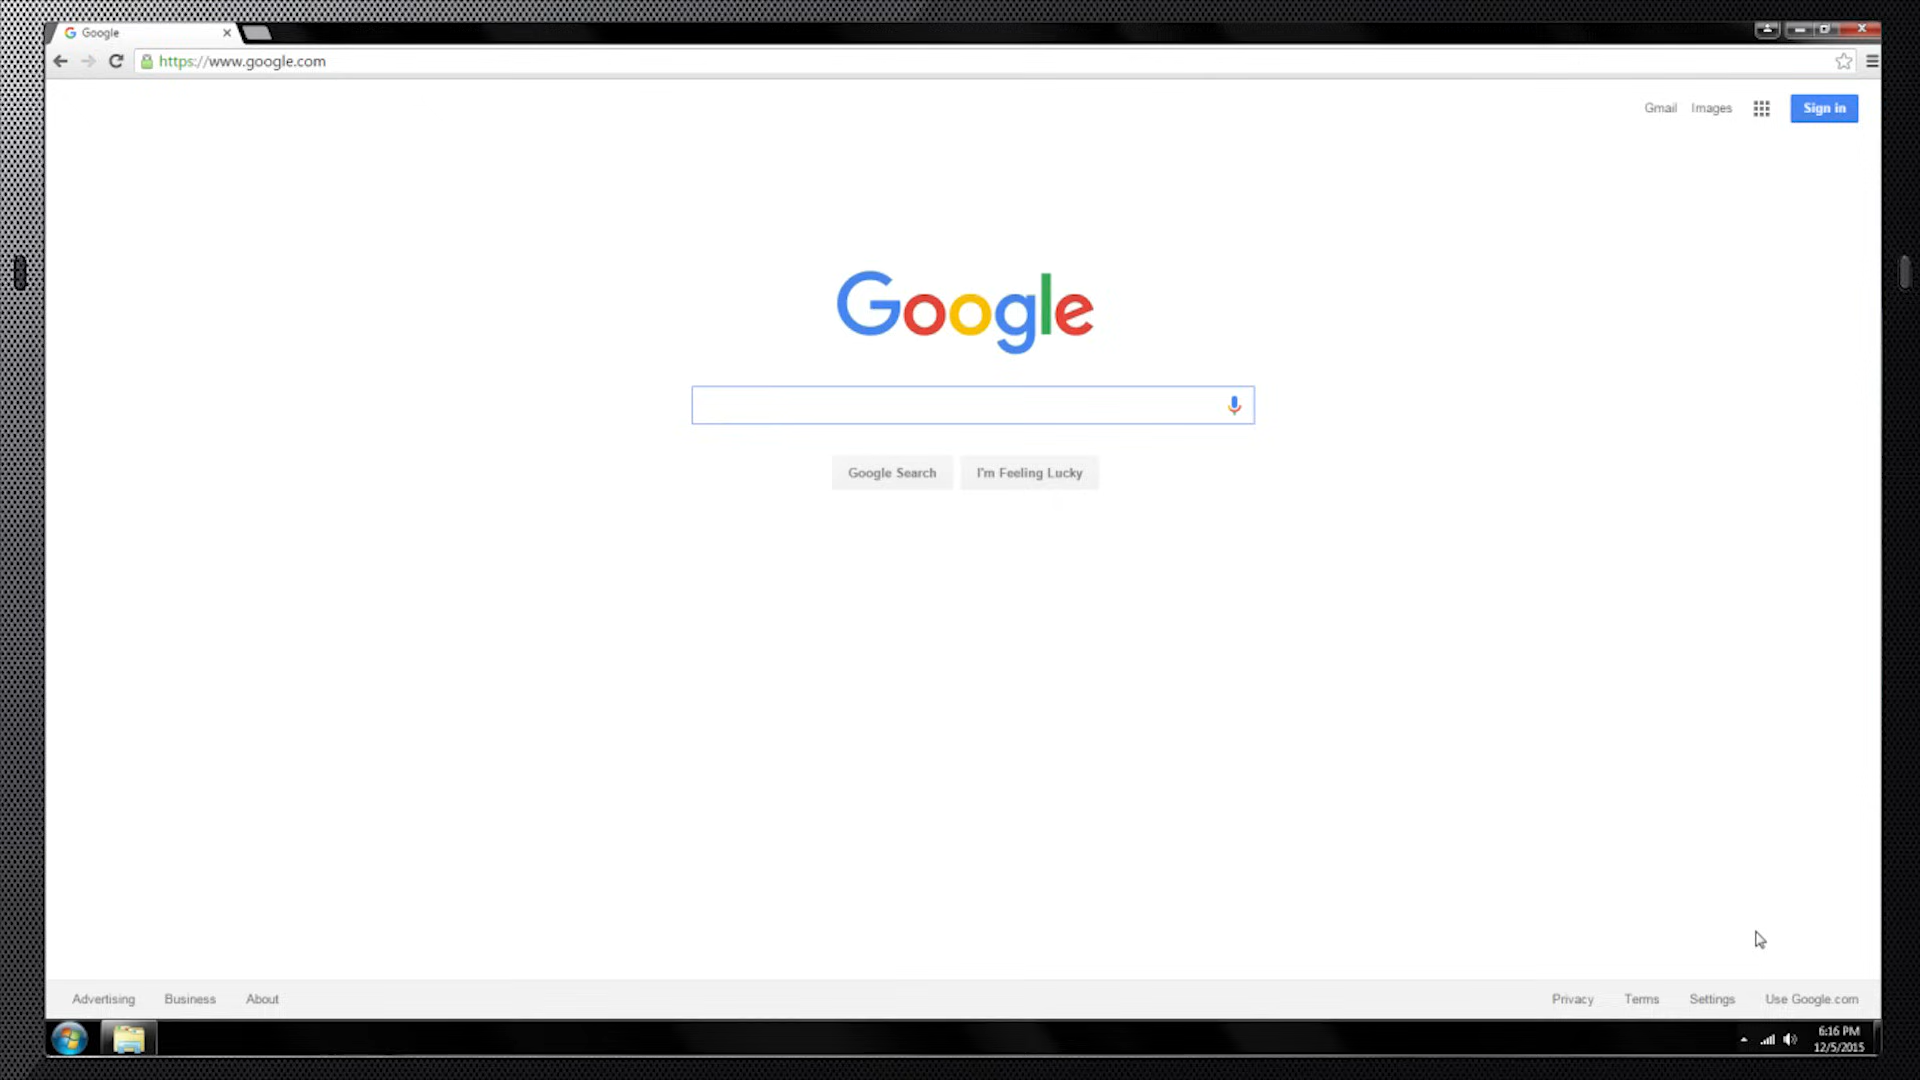 Google
https://www.google.com
Gmail Images Sign in
Google
Google Search I'm Feeling Lucky
Advertising Business About Privacy Terms Settings Use Google.com
6:16 PM
12/5/2015